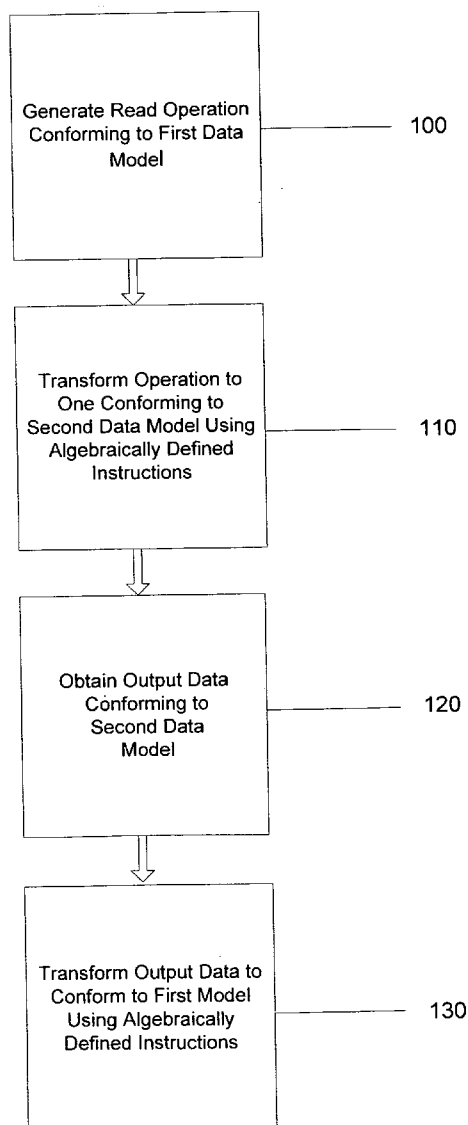 Generate Read Operation
Conforming to First Data
Model
100
Transform Operation to
One Conforming to
Second Data Model Using
Algebraically Defined
Instructions
110
Obtain Output Data
Conforming to
Second Data
Model
120
Transform Output Data to
Conform to First Model
Using Algebraically
Defined Instructions
130